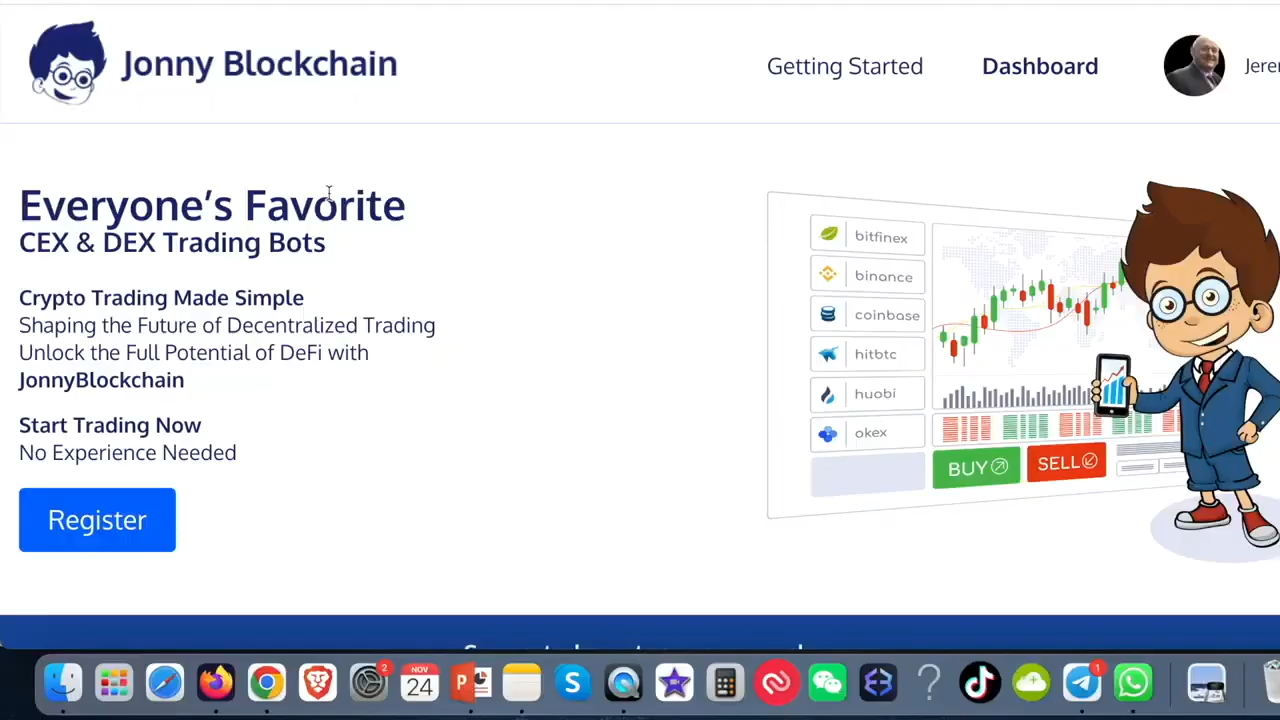 Jonny Blockchain
Getting Started
Dashboard
Everyone’s Favorite
CEX & DEX Trading Bots
Crypto Trading Made Simple
Shaping the Future of Decentralized Trading
Unlock the Full Potential of DeFi with
JonnyBlockchain
Start Trading Now
No Experience Needed
Register
bitfinex
binance
coinbase
hitbtc
huobi
okex
BUY
SELL
2
NOV
24
1